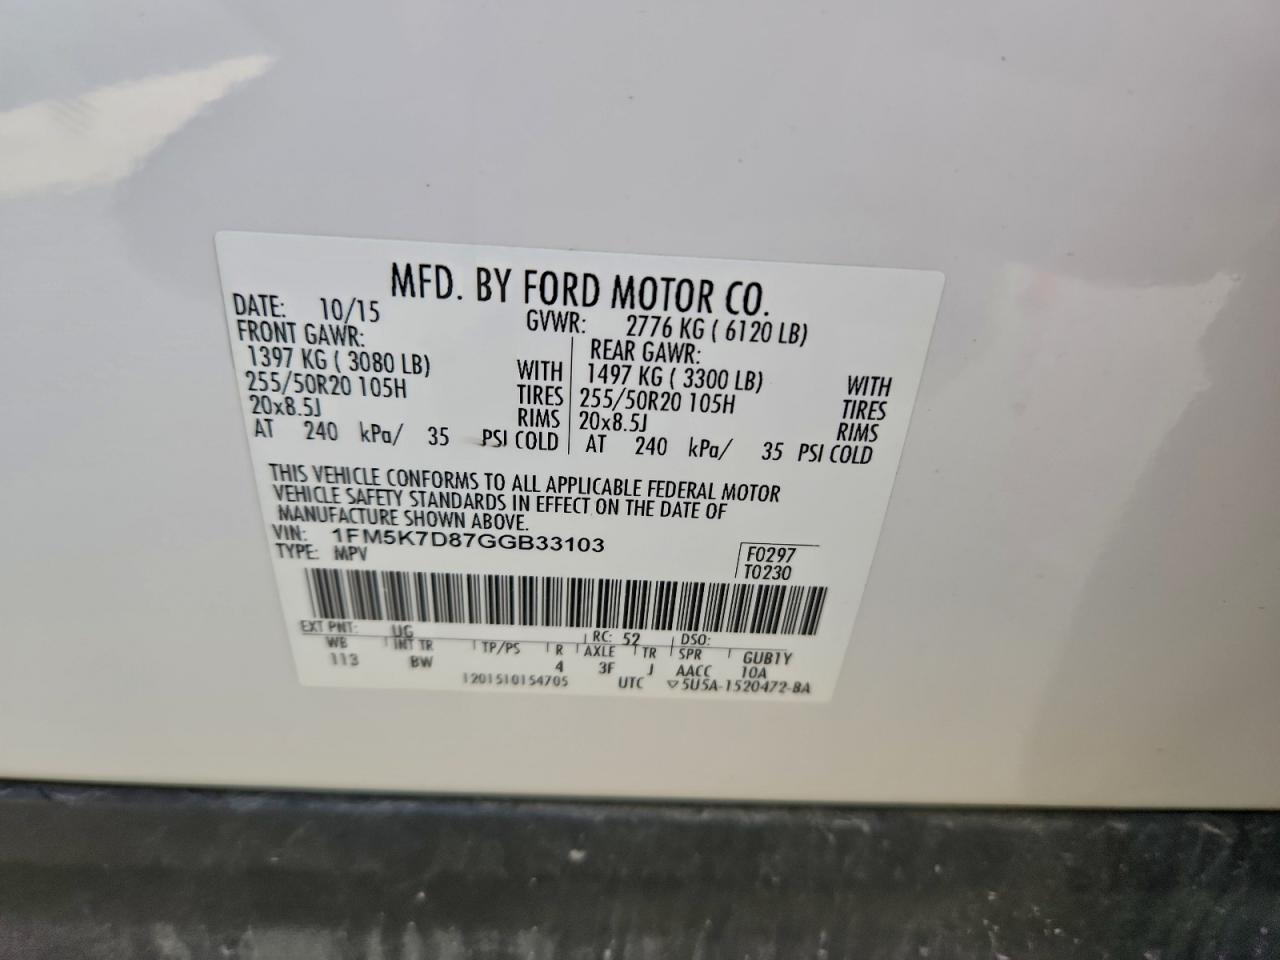 MFD. BY FORD MOTOR CO.
DATE: 10/15 GVWR: 2776 KG ( 6120 LB)
FRONT GAWR: REAR GAWR:
1397 KG ( 3080 LB) WITH 1497 KG ( 3300 LB) WITH
255/50R20 105H TIRES 255/50R20 105H TIRES
20x8.5J RIMS 20x8.5J RIMS
AT 240 kPa/ 35 PSI COLD AT 240 kPa/ 35 PSI COLD
THIS VEHICLE CONFORMS TO ALL APPLICABLE FEDERAL MOTOR
VEHICLE SAFETY STANDARDS IN EFFECT ON THE DATE OF
MANUFACTURE SHOWN ABOVE.
VIN: 1FM5K7D87GGB33103 F0297
TYPE: MPV T0230
EXT PNT: UG RC: 52 DSO:
WB INT TR TP/PS R AXLE TR SPR GUB1Y
113 BW 4 3F J AACC 10A
1201510154705 UTC ▽5U5A-1520472-BA